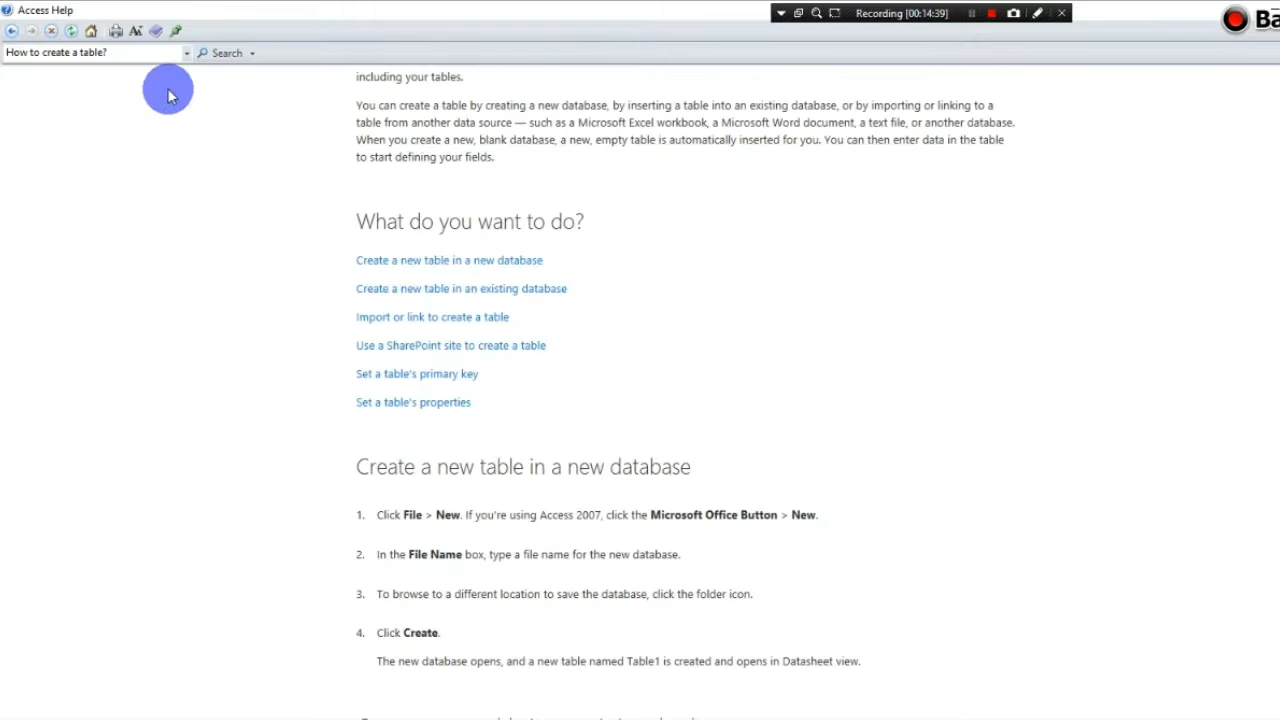 Access Help
Recording [00:14:39]
Ba
How to create a table?
Search
including your tables.
You can create a table by creating a new database, by inserting a table into an existing database, or by importing or linking to a
table from another data source — such as a Microsoft Excel workbook, a Microsoft Word document, a text file, or another database.
When you create a new, blank database, a new, empty table is automatically inserted for you. You can then enter data in the table
to start defining your fields.
What do you want to do?
Create a new table in a new database
Create a new table in an existing database
Import or link to create a table
Use a SharePoint site to create a table
Set a table's primary key
Set a table's properties
Create a new table in a new database
1. Click File > New. If you're using Access 2007, click the Microsoft Office Button > New.
2. In the File Name box, type a file name for the new database.
3. To browse to a different location to save the database, click the folder icon.
4. Click Create.
The new database opens, and a new table named Table1 is created and opens in Datasheet view.